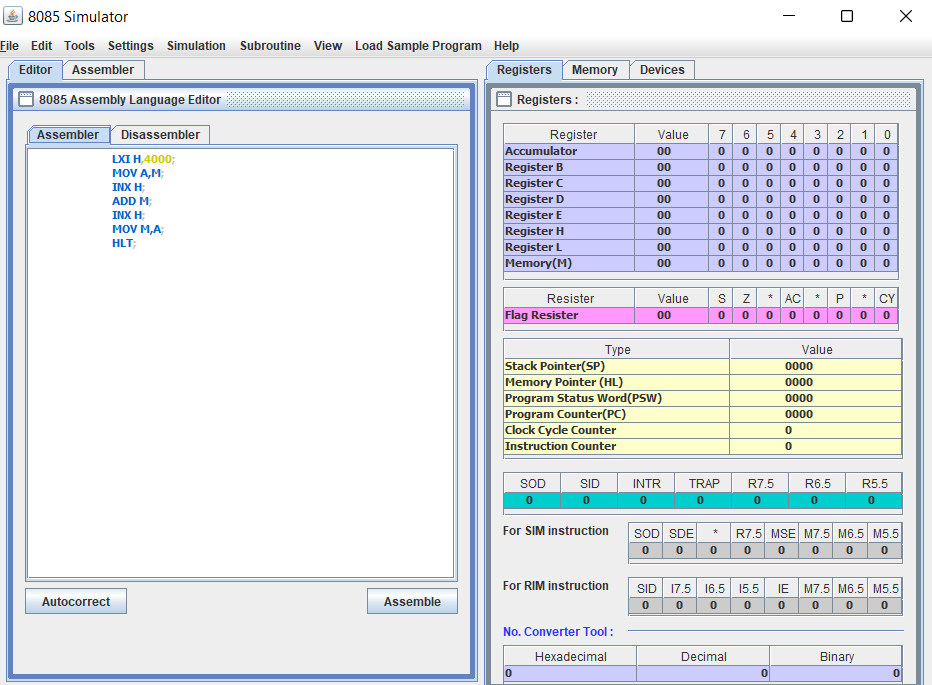 8085 Simulator
File Edit Tools Settings Simulation Subroutine View Load Sample Program Help
Editor Assembler
8085 Assembly Language Editor
Assembler Disassembler
LXI H,4000;
MOV A,M;
INX H;
ADD M;
INX H;
MOV M,A;
HLT;
Autocorrect Assemble
Registers Memory Devices
Registers :
Register Value 7 6 5 4 3 2 1 0
Accumulator 00 0 0 0 0 0 0 0 0
Register B 00 0 0 0 0 0 0 0 0
Register C 00 0 0 0 0 0 0 0 0
Register D 00 0 0 0 0 0 0 0 0
Register E 00 0 0 0 0 0 0 0 0
Register H 00 0 0 0 0 0 0 0 0
Register L 00 0 0 0 0 0 0 0 0
Memory(M) 00 0 0 0 0 0 0 0 0
Resister Value S Z * AC * P * CY
Flag Resister 00 0 0 0 0 0 0 0 0
Type Value
Stack Pointer(SP) 0000
Memory Pointer (HL) 0000
Program Status Word(PSW) 0000
Program Counter(PC) 0000
Clock Cycle Counter 0
Instruction Counter 0
SOD SID INTR TRAP R7.5 R6.5 R5.5
0 0 0 0 0 0 0
For SIM instruction
SOD SDE * R7.5 MSE M7.5 M6.5 M5.5
0 0 0 0 0 0 0 0
For RIM instruction
SID I7.5 I6.5 I5.5 IE M7.5 M6.5 M5.5
0 0 0 0 0 0 0 0
No. Converter Tool :
Hexadecimal Decimal Binary
0 0 0